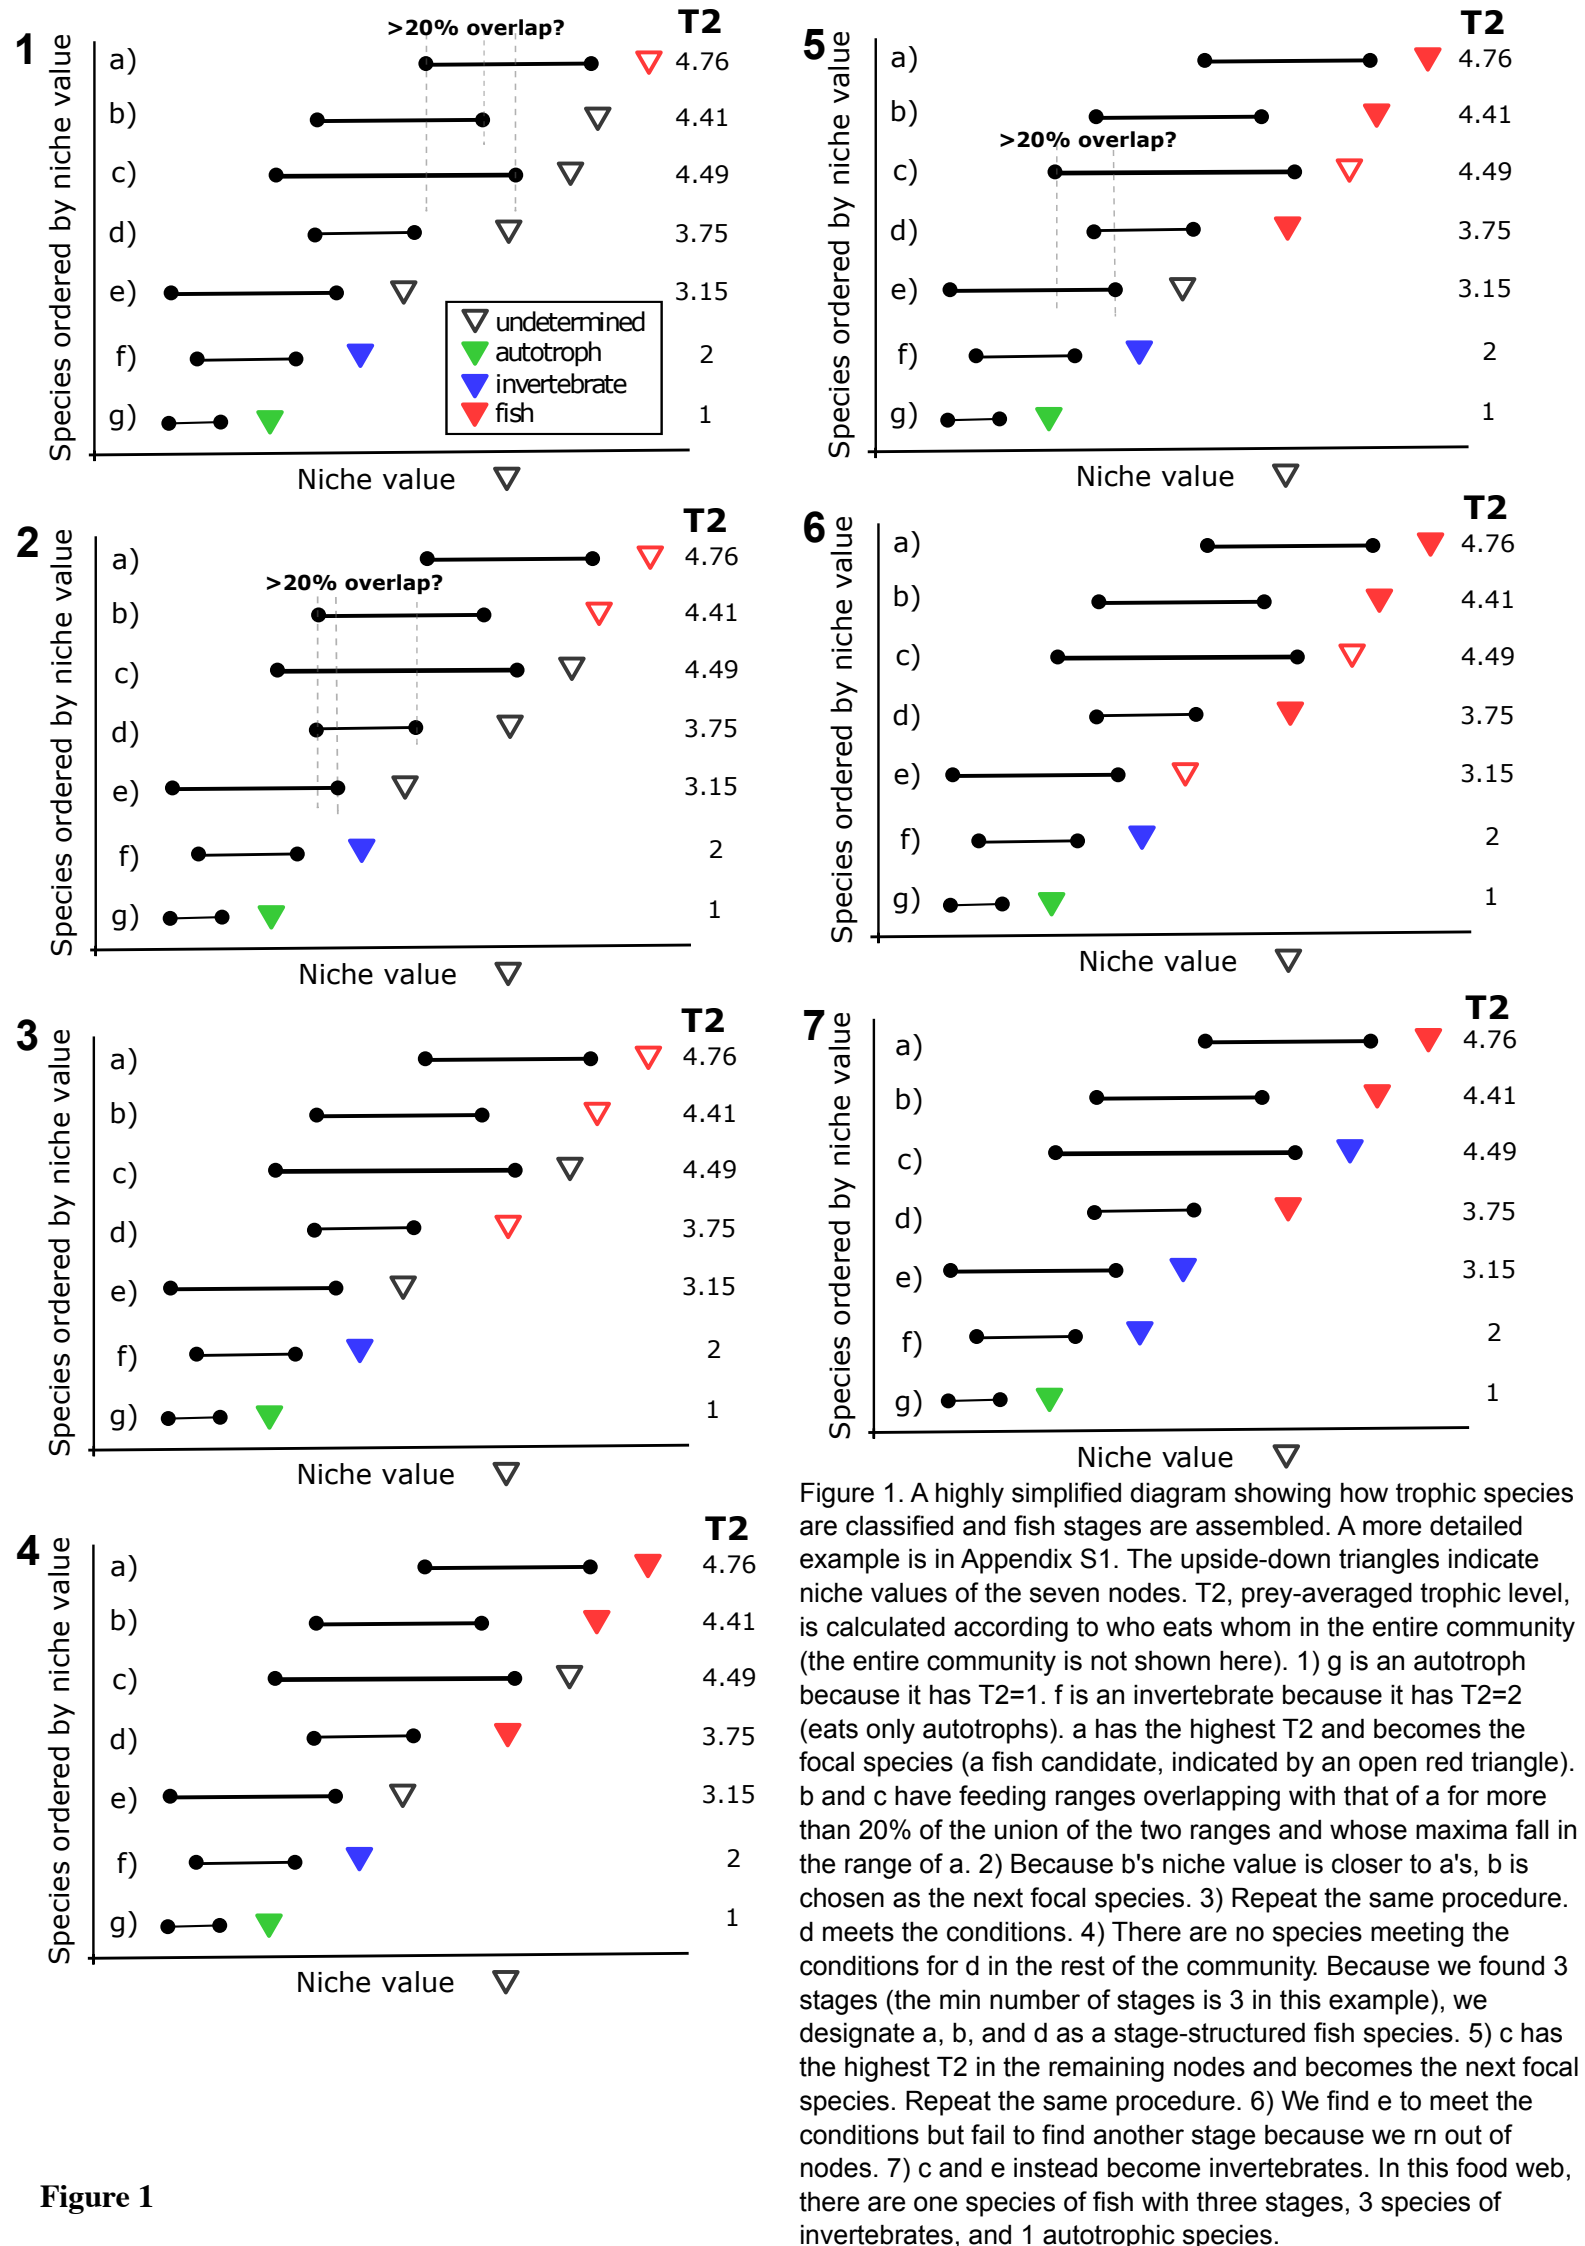 1
Species ordered by niche value
>20% overlap?
T2
a) 4.76
b) 4.41
c) 4.49
d) 3.75
e) 3.15
f) 2
g) 1
undetermined
autotroph
invertebrate
fish
Niche value
2
Species ordered by niche value
T2
a) 4.76
>20% overlap?
b) 4.41
c) 4.49
d) 3.75
e) 3.15
f) 2
g) 1
Niche value
3
Species ordered by niche value
T2
a) 4.76
b) 4.41
c) 4.49
d) 3.75
e) 3.15
f) 2
g) 1
Niche value
4
Species ordered by niche value
T2
a) 4.76
b) 4.41
c) 4.49
d) 3.75
e) 3.15
f) 2
g) 1
Niche value
5
Species ordered by niche value
T2
a) 4.76
b) 4.41
>20% overlap?
c) 4.49
d) 3.75
e) 3.15
f) 2
g) 1
Niche value
6
Species ordered by niche value
T2
a) 4.76
b) 4.41
c) 4.49
d) 3.75
e) 3.15
f) 2
g) 1
Niche value
7
Species ordered by niche value
T2
a) 4.76
b) 4.41
c) 4.49
d) 3.75
e) 3.15
f) 2
g) 1
Niche value
Figure 1. A highly simplified diagram showing how trophic species
are classified and fish stages are assembled. A more detailed
example is in Appendix S1. The upside-down triangles indicate
niche values of the seven nodes. T2, prey-averaged trophic level,
is calculated according to who eats whom in the entire community
(the entire community is not shown here). 1) g is an autotroph
because it has T2=1. f is an invertebrate because it has T2=2
(eats only autotrophs). a has the highest T2 and becomes the
focal species (a fish candidate, indicated by an open red triangle).
b and c have feeding ranges overlapping with that of a for more
than 20% of the union of the two ranges and whose maxima fall in
the range of a. 2) Because b's niche value is closer to a's, b is
chosen as the next focal species. 3) Repeat the same procedure.
d meets the conditions. 4) There are no species meeting the
conditions for d in the rest of the community. Because we found 3
stages (the min number of stages is 3 in this example), we
designate a, b, and d as a stage-structured fish species. 5) c has
the highest T2 in the remaining nodes and becomes the next focal
species. Repeat the same procedure. 6) We find e to meet the
conditions but fail to find another stage because we rn out of
nodes. 7) c and e instead become invertebrates. In this food web,
there are one species of fish with three stages, 3 species of
invertebrates, and 1 autotrophic species.
Figure 1